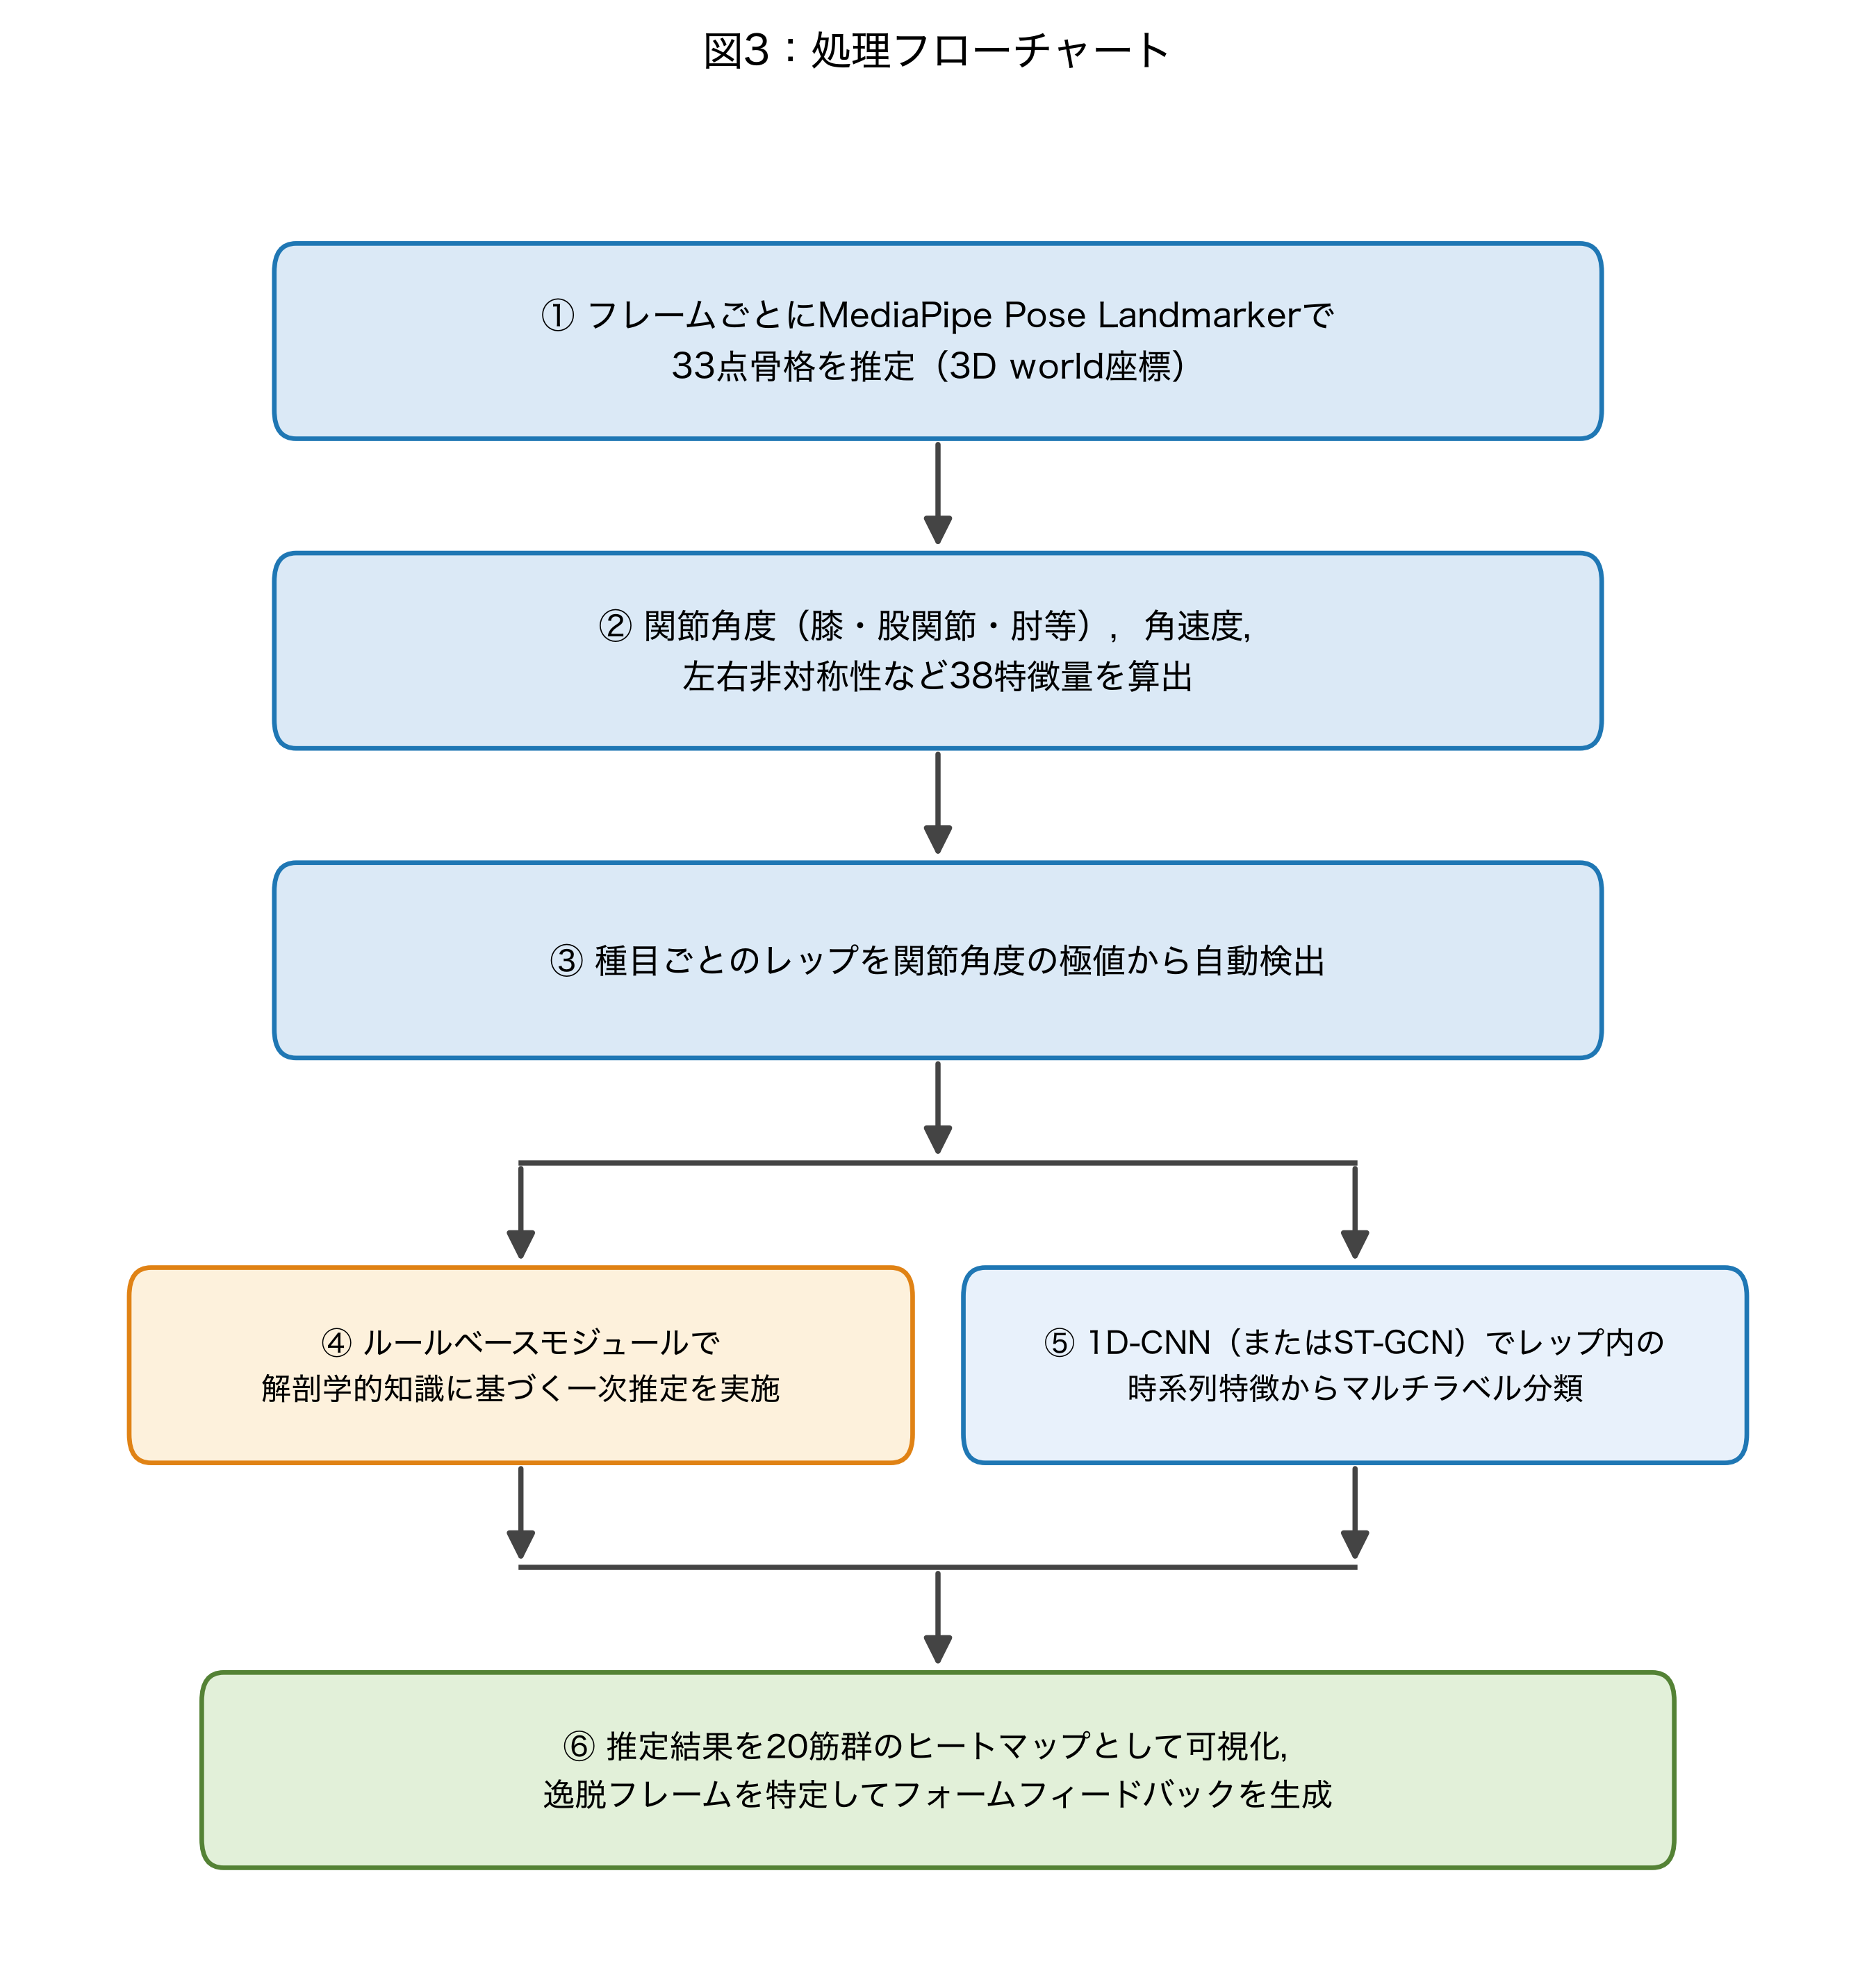 図3：処理フローチャート
① フレームごとにMediaPipe Pose Landmarkerで
33点骨格を推定（3D world座標）
② 関節角度（膝・股関節・肘等），角速度，
左右非対称性など38特徴量を算出
③ 種目ごとのレップを関節角度の極値から自動検出
④ ルールベースモジュールで
解剖学的知識に基づく一次推定を実施
⑤ 1D-CNN（またはST-GCN）でレップ内の
時系列特徴からマルチラベル分類
⑥ 推定結果を20筋群のヒートマップとして可視化，
逸脱フレームを特定してフォームフィードバックを生成